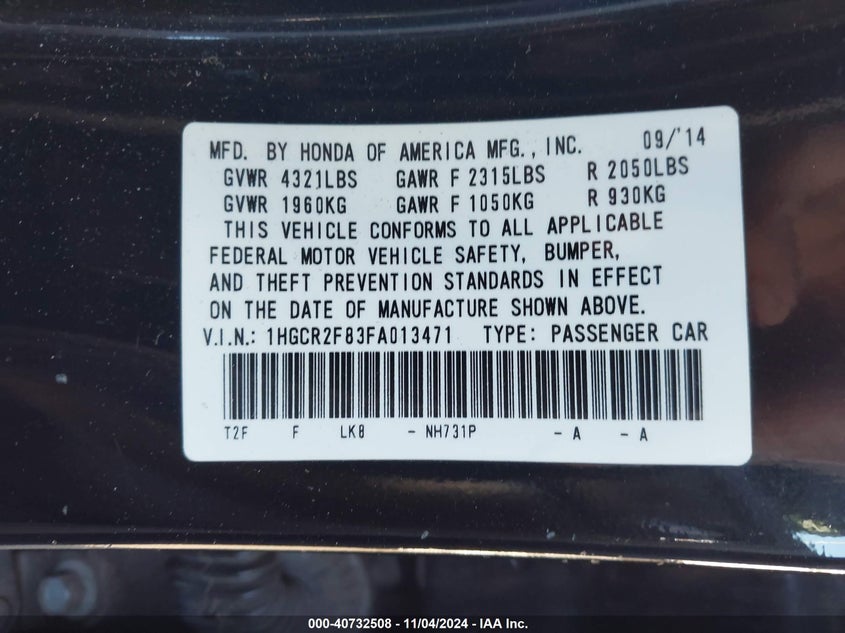 MFD. BY HONDA OF AMERICA MFG., INC. 09/'14
GVWR 4321LBS GAWR F 2315LBS R 2050LBS
GVWR 1960KG GAWR F 1050KG R 930KG
THIS VEHICLE CONFORMS TO ALL APPLICABLE
FEDERAL MOTOR VEHICLE SAFETY, BUMPER,
AND THEFT PREVENTION STANDARDS IN EFFECT
ON THE DATE OF MANUFACTURE SHOWN ABOVE.
V.I.N.: 1HGCR2F83FA013471 TYPE: PASSENGER CAR
T2F F LK8 - NH731P - A - A
000-40732508 - 11/04/2024 - IAA Inc.